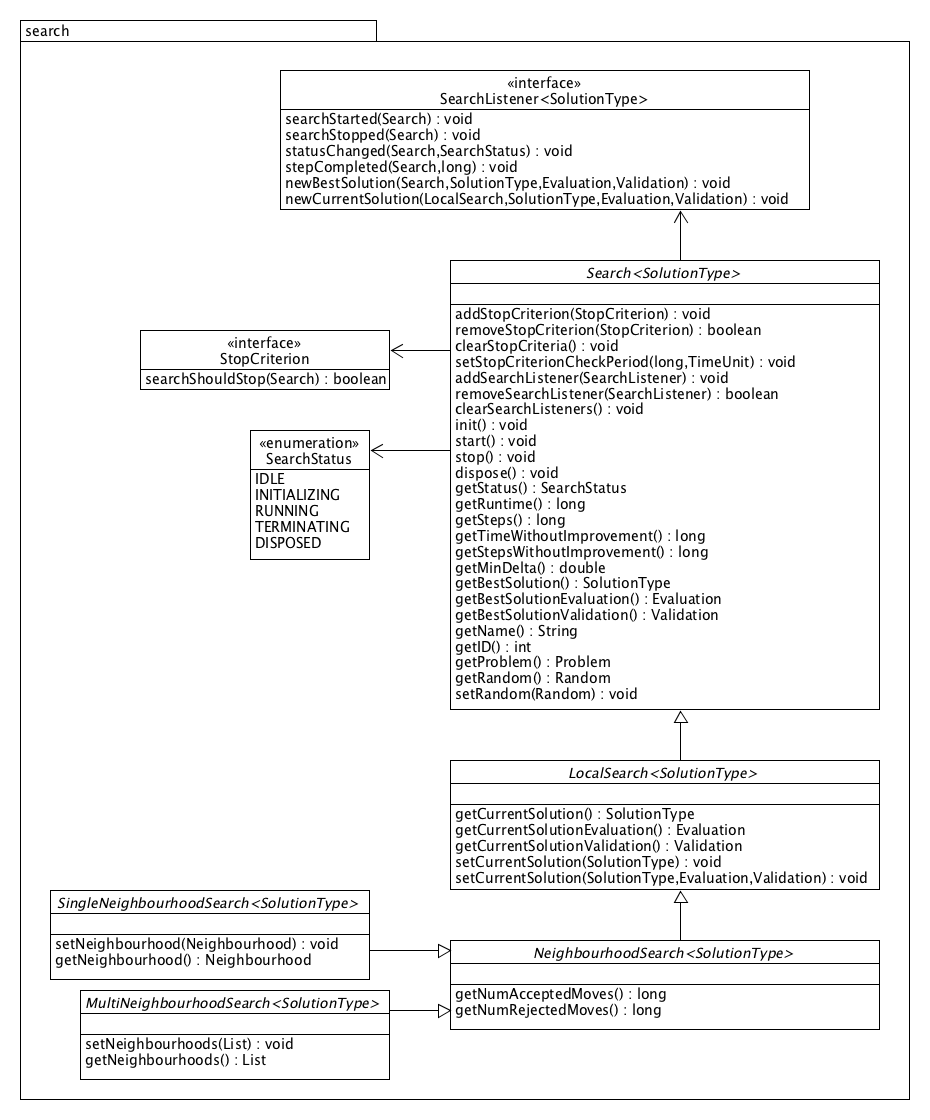 search
«interface»
SearchListener<SolutionType>
searchStarted(Search) : void
searchStopped(Search) : void
statusChanged(Search,SearchStatus) : void
stepCompleted(Search,long) : void
newBestSolution(Search,SolutionType,Evaluation,Validation) : void
newCurrentSolution(LocalSearch,SolutionType,Evaluation,Validation) : void
Search<SolutionType>
addStopCriterion(StopCriterion) : void
removeStopCriterion(StopCriterion) : boolean
clearStopCriteria() : void
setStopCriterionCheckPeriod(long,TimeUnit) : void
addSearchListener(SearchListener) : void
removeSearchListener(SearchListener) : boolean
clearSearchListeners() : void
init() : void
start() : void
stop() : void
dispose() : void
getStatus() : SearchStatus
getRuntime() : long
getSteps() : long
getTimeWithoutImprovement() : long
getStepsWithoutImprovement() : long
getMinDelta() : double
getBestSolution() : SolutionType
getBestSolutionEvaluation() : Evaluation
getBestSolutionValidation() : Validation
getName() : String
getID() : int
getProblem() : Problem
getRandom() : Random
setRandom(Random) : void
«interface»
StopCriterion
searchShouldStop(Search) : boolean
«enumeration»
SearchStatus
IDLE
INITIALIZING
RUNNING
TERMINATING
DISPOSED
LocalSearch<SolutionType>
getCurrentSolution() : SolutionType
getCurrentSolutionEvaluation() : Evaluation
getCurrentSolutionValidation() : Validation
setCurrentSolution(SolutionType) : void
setCurrentSolution(SolutionType,Evaluation,Validation) : void
SingleNeighbourhoodSearch<SolutionType>
setNeighbourhood(Neighbourhood) : void
getNeighbourhood() : Neighbourhood
NeighbourhoodSearch<SolutionType>
getNumAcceptedMoves() : long
getNumRejectedMoves() : long
MultiNeighbourhoodSearch<SolutionType>
setNeighbourhoods(List) : void
getNeighbourhoods() : List